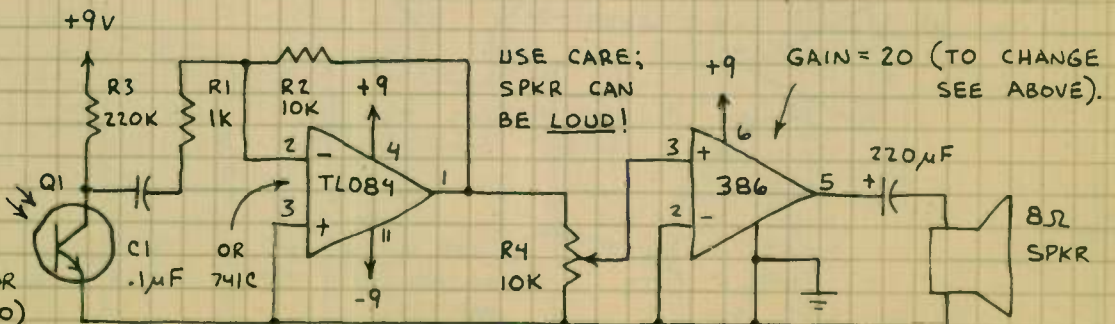 +9V
R3
220K
R1
1K
R2
10K
+9
USE CARE;
SPKR CAN
BE LOUD!
+9
GAIN = 20 (TO CHANGE
SEE ABOVE).
Q1
2
-
4
TL084
1
3
+
11
-9
C1
.1µF
OR
741C
R4
10K
3
+
6
386
5
2
-
220µF
+
8Ω
SPKR